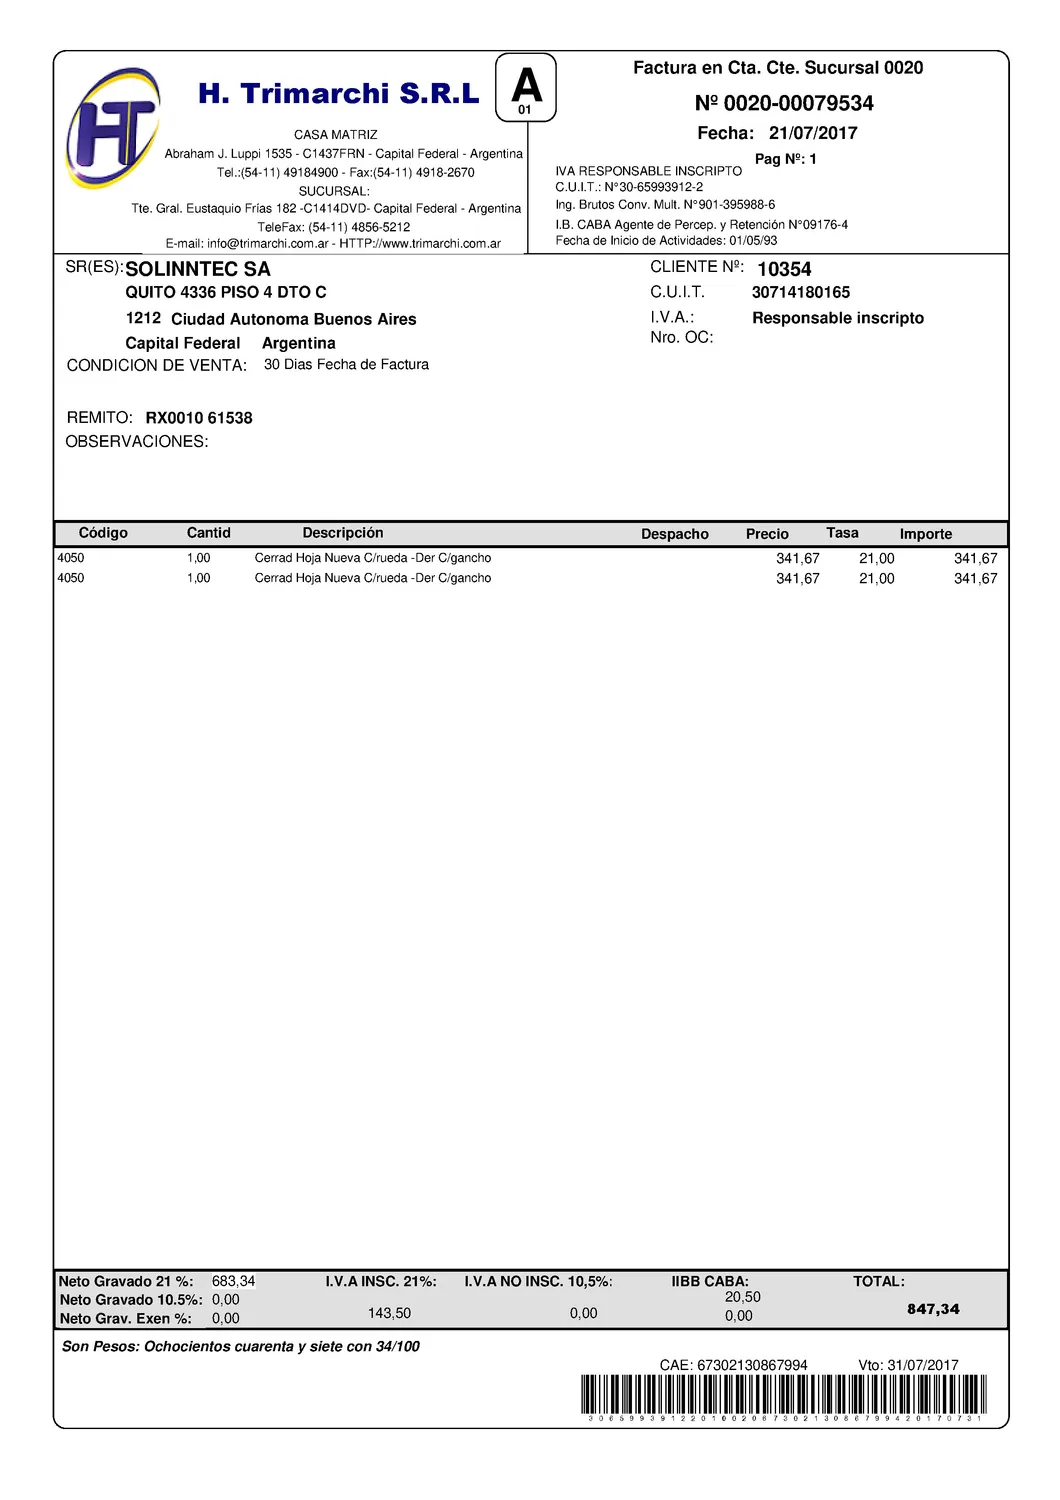 HT
H. Trimarchi S.R.L
CASA MATRIZ
Abraham J. Luppi 1535 - C1437FRN - Capital Federal - Argentina
Tel.:(54-11) 49184900 - Fax:(54-11) 4918-2670
SUCURSAL:
Tte. Gral. Eustaquio Frías 182 -C1414DVD- Capital Federal - Argentina
TeleFax: (54-11) 4856-5212
E-mail: info@trimarchi.com.ar - HTTP://www.trimarchi.com.ar
A
01
Factura en Cta. Cte. Sucursal 0020
Nº 0020-00079534
Fecha: 21/07/2017
Pag Nº: 1
IVA RESPONSABLE INSCRIPTO
C.U.I.T.: N°30-65993912-2
Ing. Brutos Conv. Mult. N°901-395988-6
I.B. CABA Agente de Percep. y Retención N°09176-4
Fecha de Inicio de Actividades: 01/05/93
SR(ES): SOLINNTEC SA
QUITO 4336 PISO 4 DTO C
1212 Ciudad Autonoma Buenos Aires
Capital Federal Argentina
CONDICION DE VENTA: 30 Dias Fecha de Factura
CLIENTE Nº: 10354
C.U.I.T. 30714180165
I.V.A.: Responsable inscripto
Nro. OC:
REMITO: RX0010 61538
OBSERVACIONES:
Código Cantid Descripción Despacho Precio Tasa Importe
4050 1,00 Cerrad Hoja Nueva C/rueda -Der C/gancho 341,67 21,00 341,67
4050 1,00 Cerrad Hoja Nueva C/rueda -Der C/gancho 341,67 21,00 341,67
Neto Gravado 21 %: 683,34 I.V.A INSC. 21%: I.V.A NO INSC. 10,5%: IIBB CABA: TOTAL:
Neto Gravado 10.5%: 0,00 143,50 0,00 20,50 847,34
Neto Grav. Exen %: 0,00 0,00
Son Pesos: Ochocientos cuarenta y siete con 34/100
CAE: 67302130867994 Vto: 31/07/2017
3065993912201002067302130867994201707​31